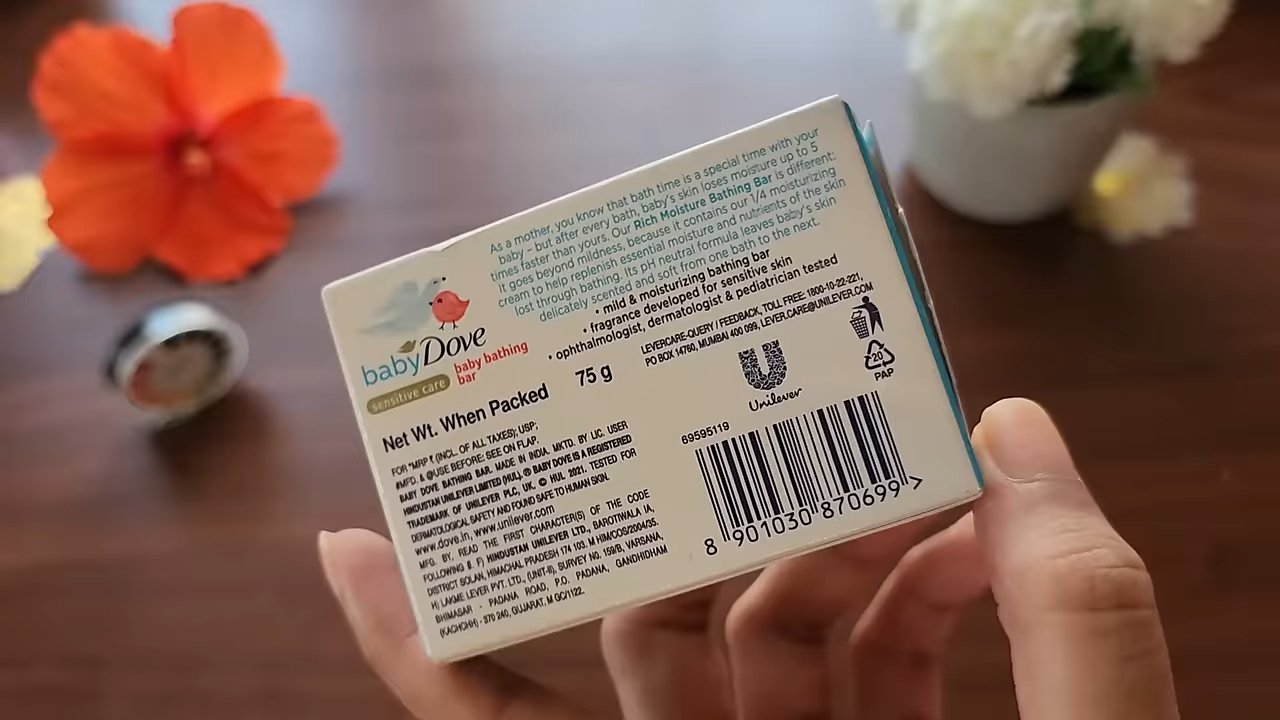 As a mother, you know that bath time is a special time with your
baby – but after every bath, baby's skin loses moisture up to 5
times faster than yours. Our Rich Moisture Bathing Bar is different:
It goes beyond mildness, because it contains our 1/4 moisturizing
cream to help replenish essential moisture and nutrients of the skin
lost through bathing. Its pH neutral formula leaves baby's skin
delicately scented and soft from one bath to the next.
• mild & moisturizing bathing bar
• fragrance developed for sensitive skin
• ophthalmologist, dermatologist & pediatrician tested
baby Dove
sensitive care
baby bathing
bar
Net Wt. When Packed 75 g
LEVERCARE-QUERY / FEEDBACK, TOLL FREE: 1800-10-22-221,
PO BOX 14760, MUMBAI 400 099, LEVER.CARE@UNILEVER.COM
Unilever
20
PAP
FOR *MRP ₹ (INCL. OF ALL TAXES); USP;
#MFD. & @USE BEFORE: SEE ON FLAP.
BABY DOVE BATHING BAR. MADE IN INDIA. MKTD. BY LIC. USER
HINDUSTAN UNILEVER LIMITED (HUL). ® BABY DOVE IS A REGISTERED
TRADEMARK OF UNILEVER PLC, UK. © HUL 2021. TESTED FOR
DERMATOLOGICAL SAFETY AND FOUND SAFE TO HUMAN SKIN.
www.dove.in, www.unilever.com
MFG. BY. READ THE FIRST CHARACTER(S) OF THE CODE
FOLLOWING B. F) HINDUSTAN UNILEVER LTD., BAROTIWALA IA,
DISTRICT SOLAN, HIMACHAL PRADESH 174 103. M HIM/COS/2004/35.
H) LAKME LEVER PVT. LTD., (UNIT-II), SURVEY NO. 159/B, VARSANA,
BHIMASAR - PADANA ROAD, P.O. PADANA, GANDHIDHAM
(KACHCHH) - 370 240, GUJARAT. M GC/1122.
69595119
8 901030 870699 >